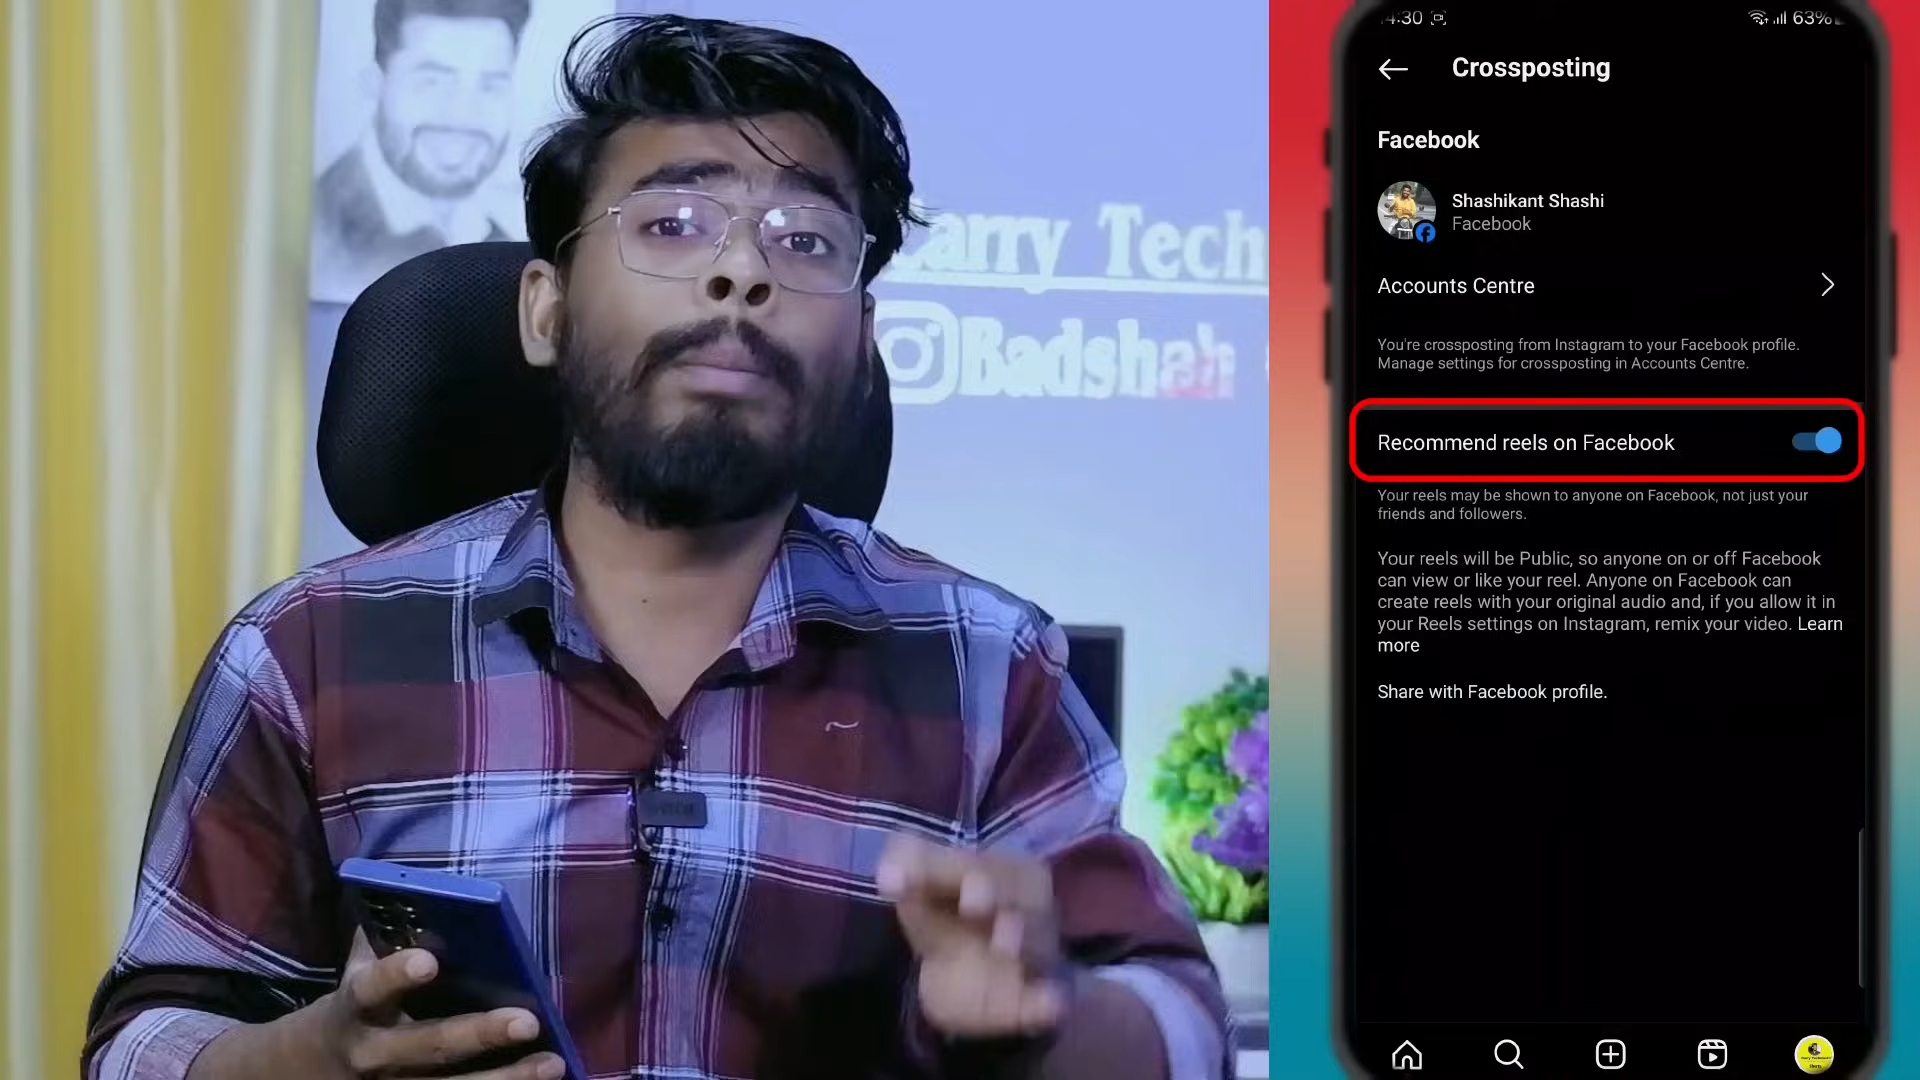 Carry Tech
Badshah
4:30
63%
Crossposting
Facebook
Shashikant Shashi
Facebook
Accounts Centre
You're crossposting from Instagram to your Facebook profile.
Manage settings for crossposting in Accounts Centre.
Recommend reels on Facebook
Your reels may be shown to anyone on Facebook, not just your
friends and followers.
Your reels will be Public, so anyone on or off Facebook
can view or like your reel. Anyone on Facebook can
create reels with your original audio and, if you allow it in
your Reels settings on Instagram, remix your video. Learn
more
Share with Facebook profile.